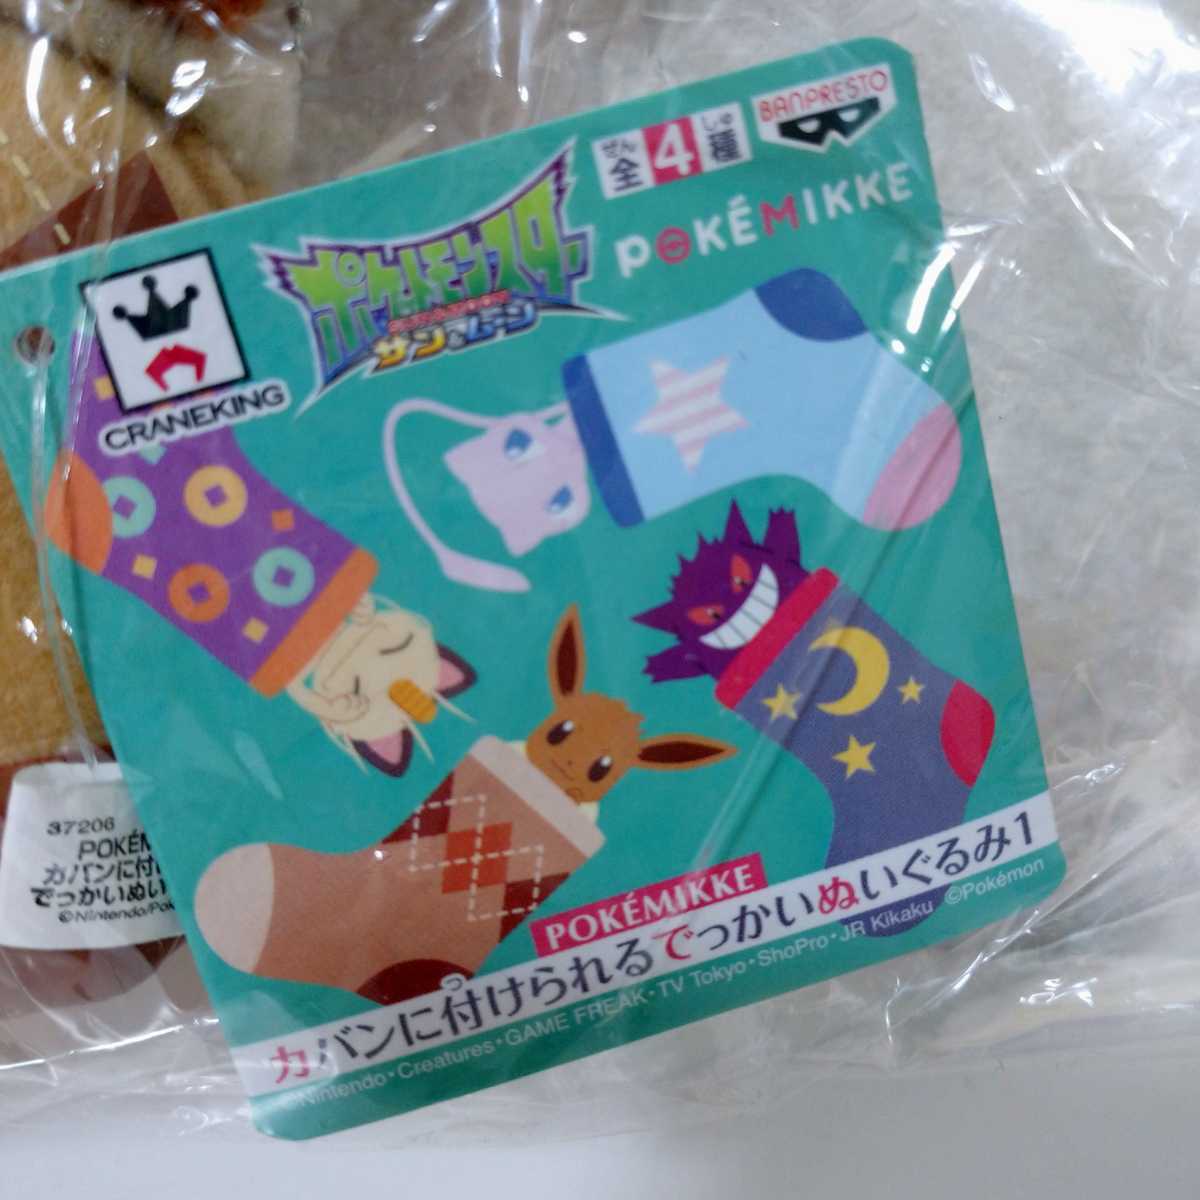 BANPRESTO
ぜん しゅ
全4種
POKÉMIKKE
ポケットモンスター
サン&ムーン
CRANEKING
37206
POKÉM
カバンに付け
でっかいぬい
©Nintendo/Pok
POKÉMIKKE
つ
カバンに付けられるでっかいぬいぐるみ1
©Nintendo・Creatures・GAME FREAK・TV Tokyo・ShoPro・JR Kikaku ©Pokémon